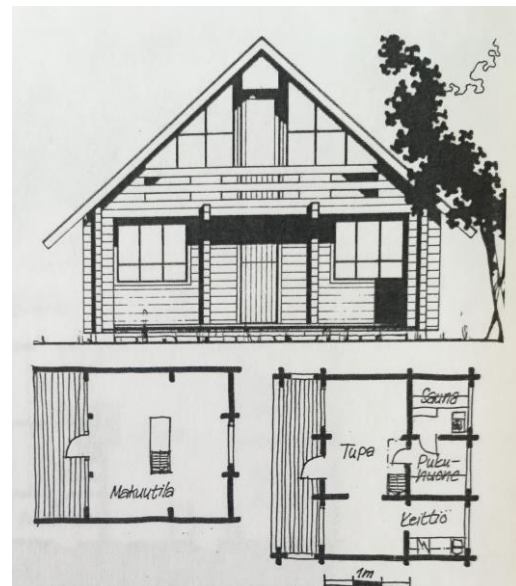 Makuutila
Sauna
Tupa
Puku-
huone
Keittiö
1m